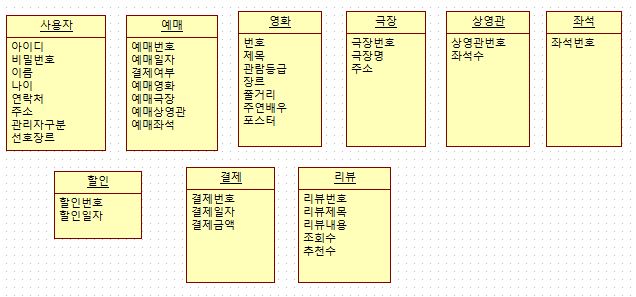 사용자
아이디
비밀번호
이름
나이
연락처
주소
관리자구분
선호장르
예매
예매번호
예매일자
결제여부
예매영화
예매극장
예매상영관
예매좌석
영화
번호
제목
관람등급
장르
줄거리
주연배우
포스터
극장
극장번호
극장명
주소
상영관
상영관번호
좌석수
좌석
좌석번호
할인
할인번호
할인일자
결제
결제번호
결제일자
결제금액
리뷰
리뷰번호
리뷰제목
리뷰내용
조회수
추천수